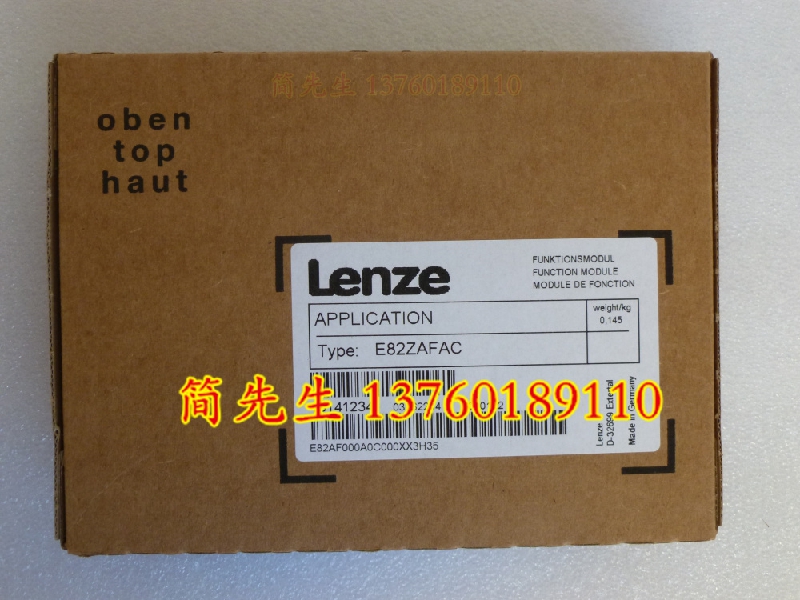 简先生 13760189110
oben
top
haut
Lenze
FUNKTIONSMODUL
FUNCTION MODULE
MODULE DE FONCTION
APPLICATION
weight/kg
0,145
Type: E82ZAFAC
简先生 13760189110
E82AF000A0C000XX3H35
Lenze
D-32699 Extertal
Made in Germany